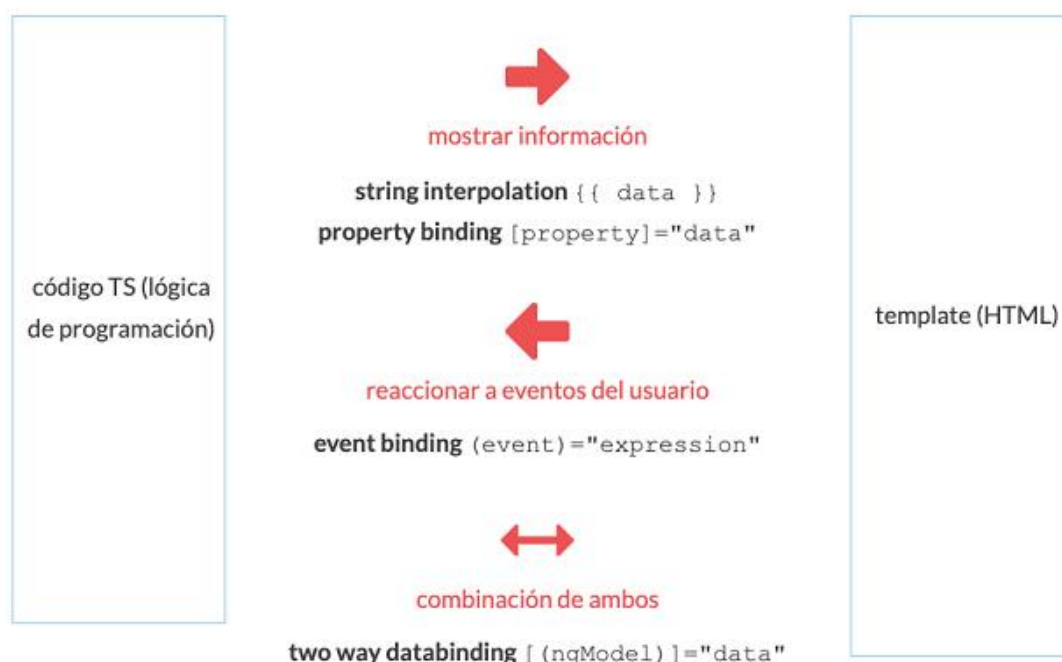 mostrar información
string interpolation {{ data }}
property binding [property]="data"
código TS (lógica
de programación)
template (HTML)
reaccionar a eventos del usuario
event binding (event)="expression"
combinación de ambos
two way databinding [(ngModel)]="data"